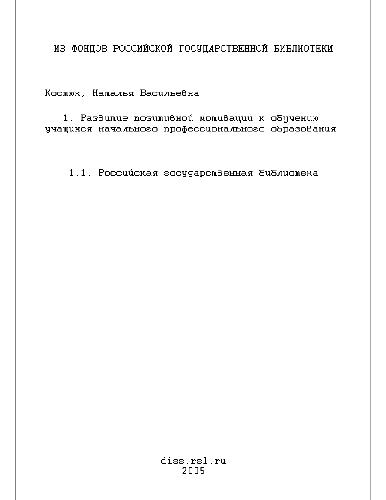 ИЗ ФОНДОВ РОССИЙСКОЙ ГОСУДАРСТВЕННОЙ БИБЛИОТЕКИ
Костюк, Наталья Васильевна
1. Развитие позитивной мотивации к обучению
учащихся начального профессионального образования
1.1. Российская государственная библиотека
diss.rsl.ru
2005